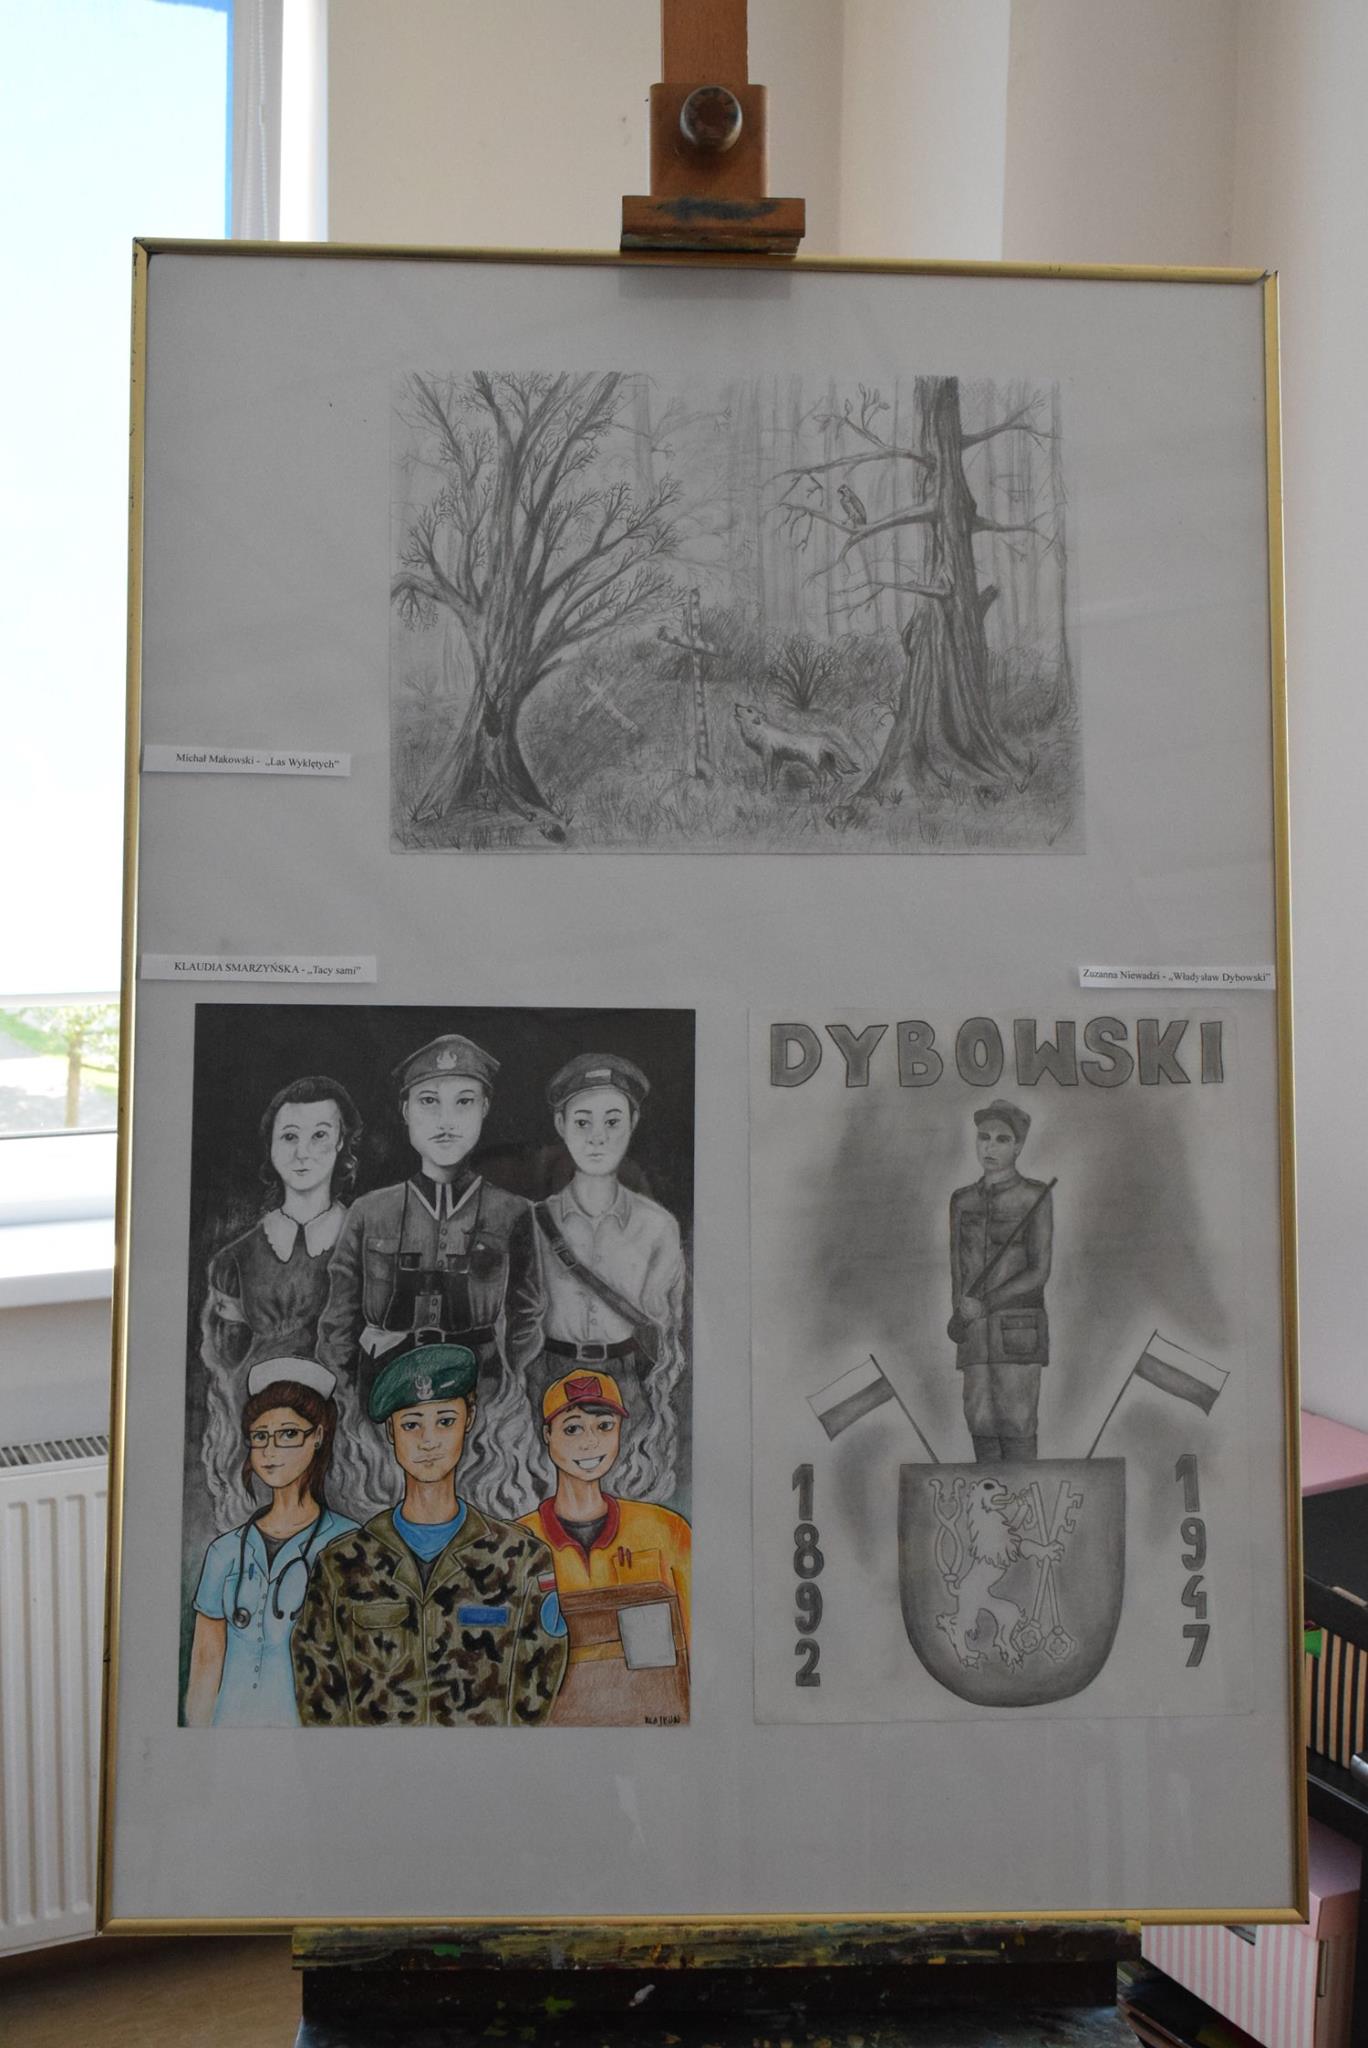 Michał Makowski - „Las Wyklętych”
KLAUDIA SMARZYŃSKA - „Tacy sami”
Zuzanna Niewadzi - „Władysław Dybowski”
DYBOWSKI
1892
1947